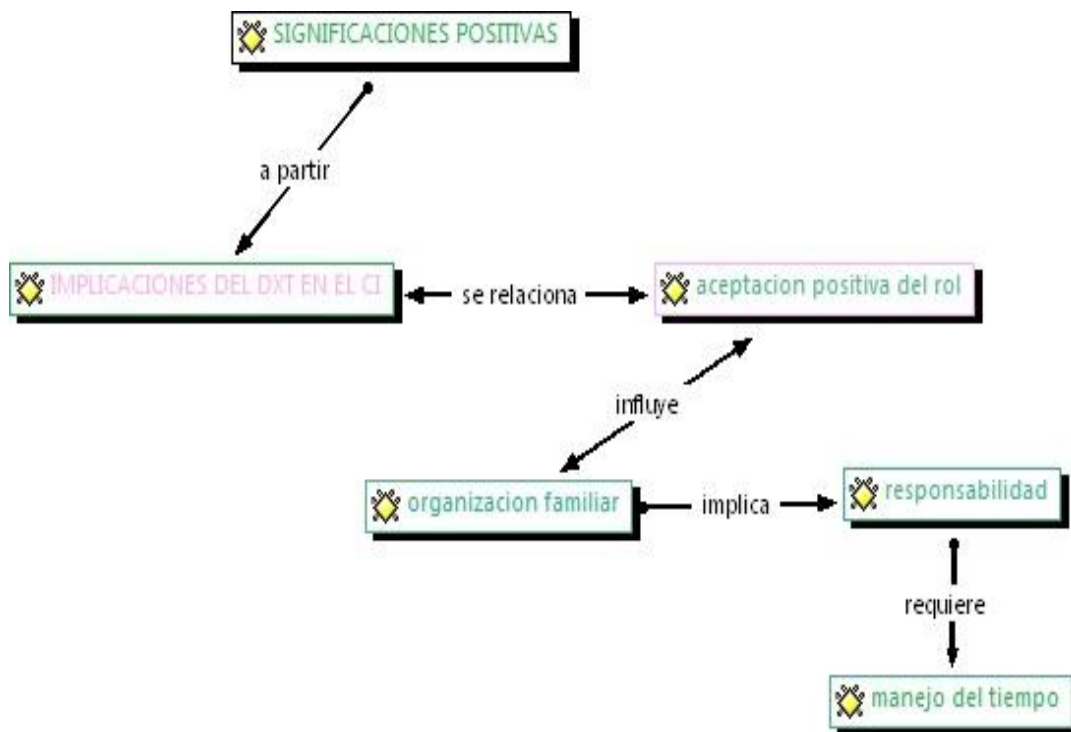 SIGNIFICACIONES POSITIVAS
a partir
IMPLICACIONES DEL DXT EN EL CI
se relaciona
aceptacion positiva del rol
influye
organizacion familiar
implica
responsabilidad
requiere
manejo del tiempo